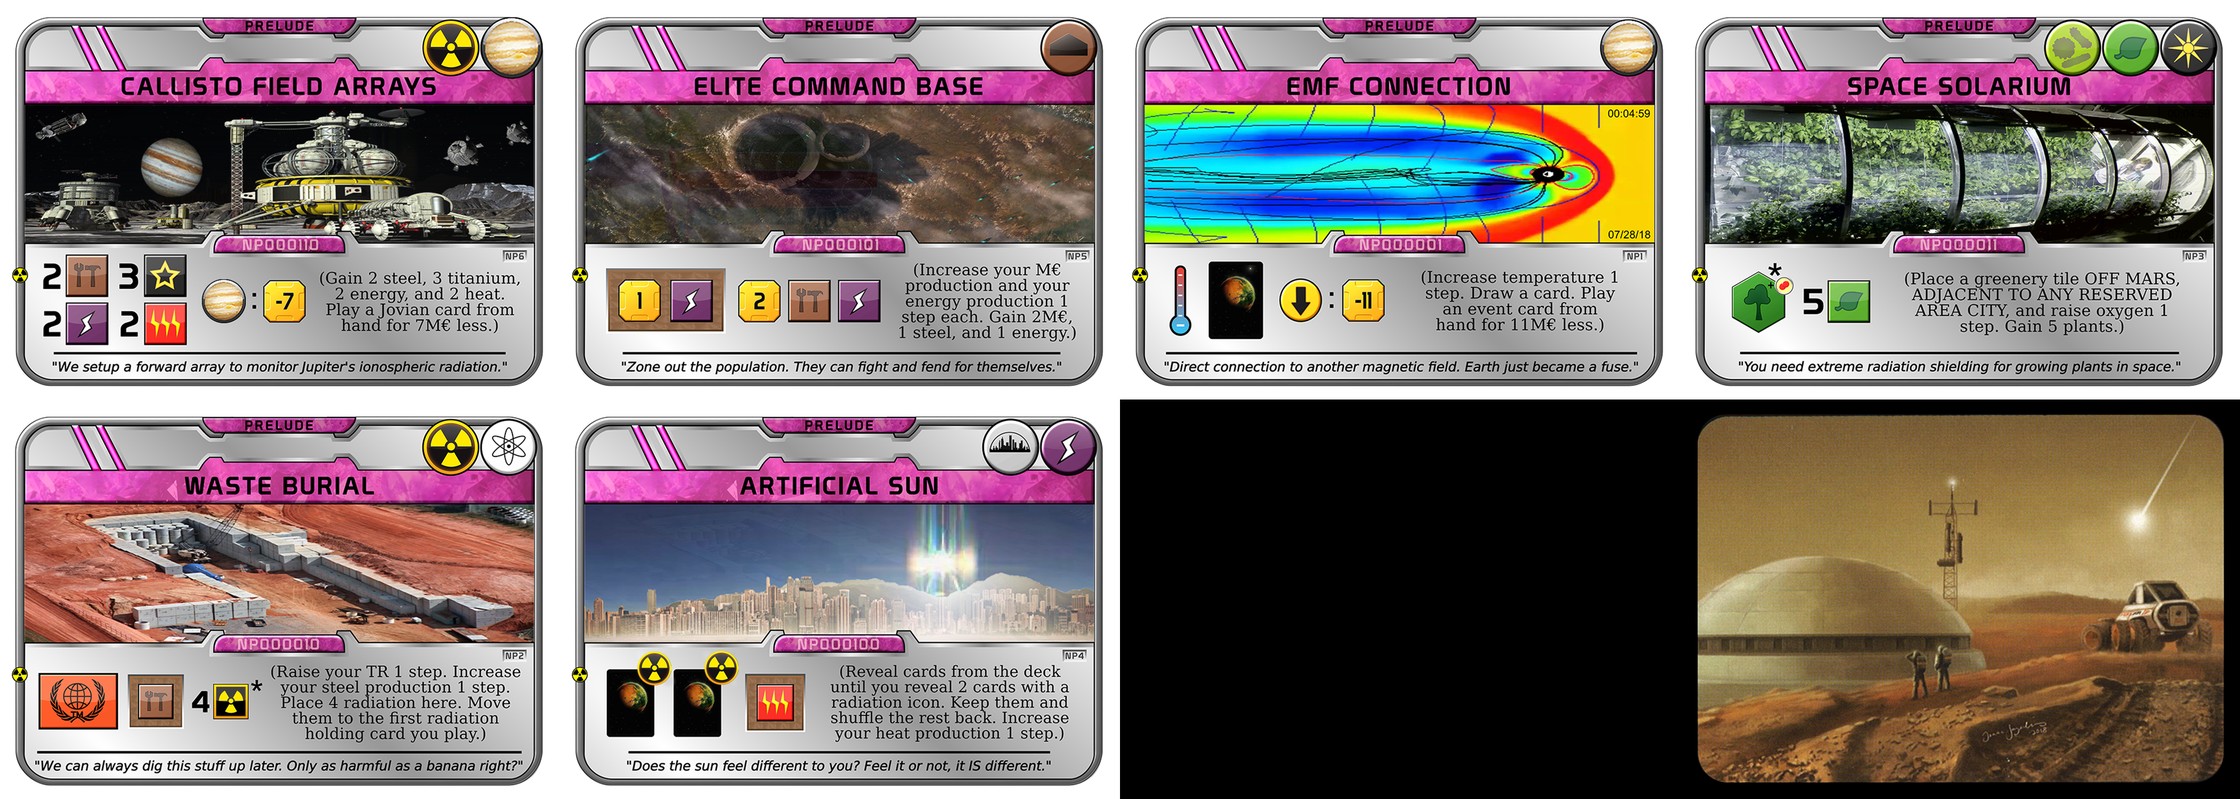 PRELUDE
CALLISTO FIELD ARRAYS
NP000110
NP6
2 3
2 2
: -7
(Gain 2 steel, 3 titanium,
2 energy, and 2 heat.
Play a Jovian card from
hand for 7M€ less.)
"We setup a forward array to monitor Jupiter's ionospheric radiation."
PRELUDE
ELITE COMMAND BASE
NP000101
NP5
1 2
(Increase your M€
production and your
energy production 1
step each. Gain 2M€,
1 steel, and 1 energy.)
"Zone out the population. They can fight and fend for themselves."
PRELUDE
EMF CONNECTION
00:04:59
07/28/18
NP000001
NP1
: -11
(Increase temperature 1
step. Draw a card. Play
an event card from
hand for 11M€ less.)
"Direct connection to another magnetic field. Earth just became a fuse."
PRELUDE
SPACE SOLARIUM
NP000011
NP3
* 5
(Place a greenery tile OFF MARS,
ADJACENT TO ANY RESERVED
AREA CITY, and raise oxygen 1
step. Gain 5 plants.)
"You need extreme radiation shielding for growing plants in space."
PRELUDE
WASTE BURIAL
NP000010
NP2
TM 4 *
(Raise your TR 1 step. Increase
your steel production 1 step.
Place 4 radiation here. Move
them to the first radiation
holding card you play.)
"We can always dig this stuff up later. Only as harmful as a banana right?"
PRELUDE
ARTIFICIAL SUN
NP000100
NP4
(Reveal cards from the deck
until you reveal 2 cards with a
radiation icon. Keep them and
shuffle the rest back. Increase
your heat production 1 step.)
"Does the sun feel different to you? Feel it or not, it IS different."